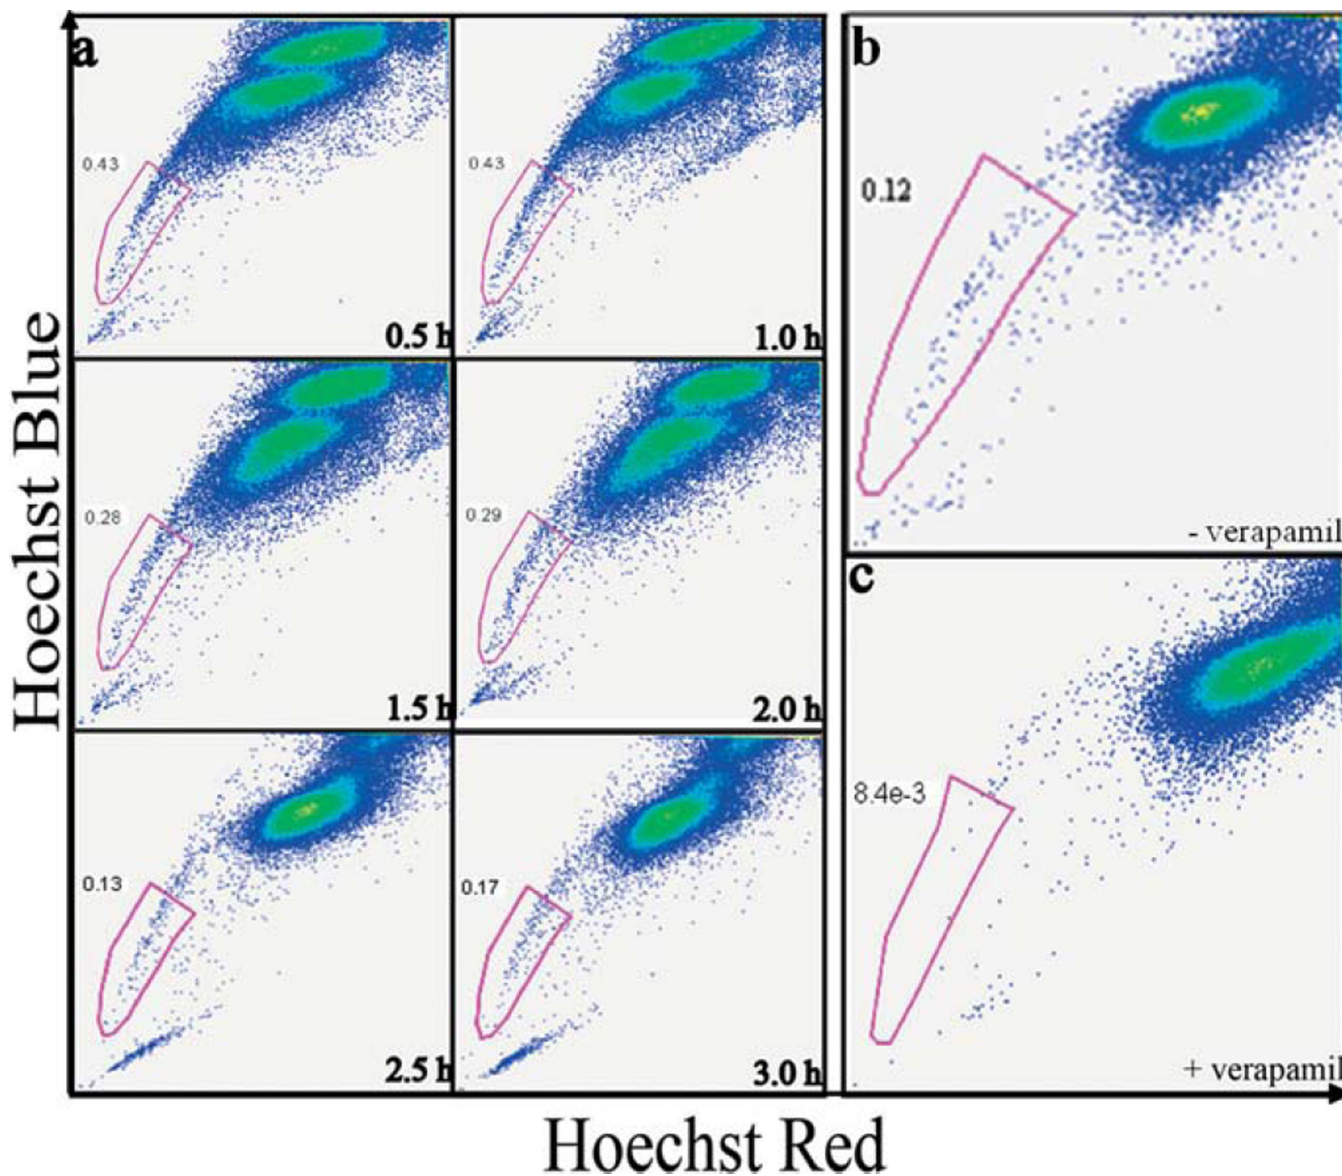 a
0.43
0.5 h
0.43
1.0 h
0.28
1.5 h
0.29
2.0 h
0.13
2.5 h
0.17
3.0 h
b
0.12
- verapamil
c
8.4e-3
+ verapamil
Hoechst Blue
Hoechst Red